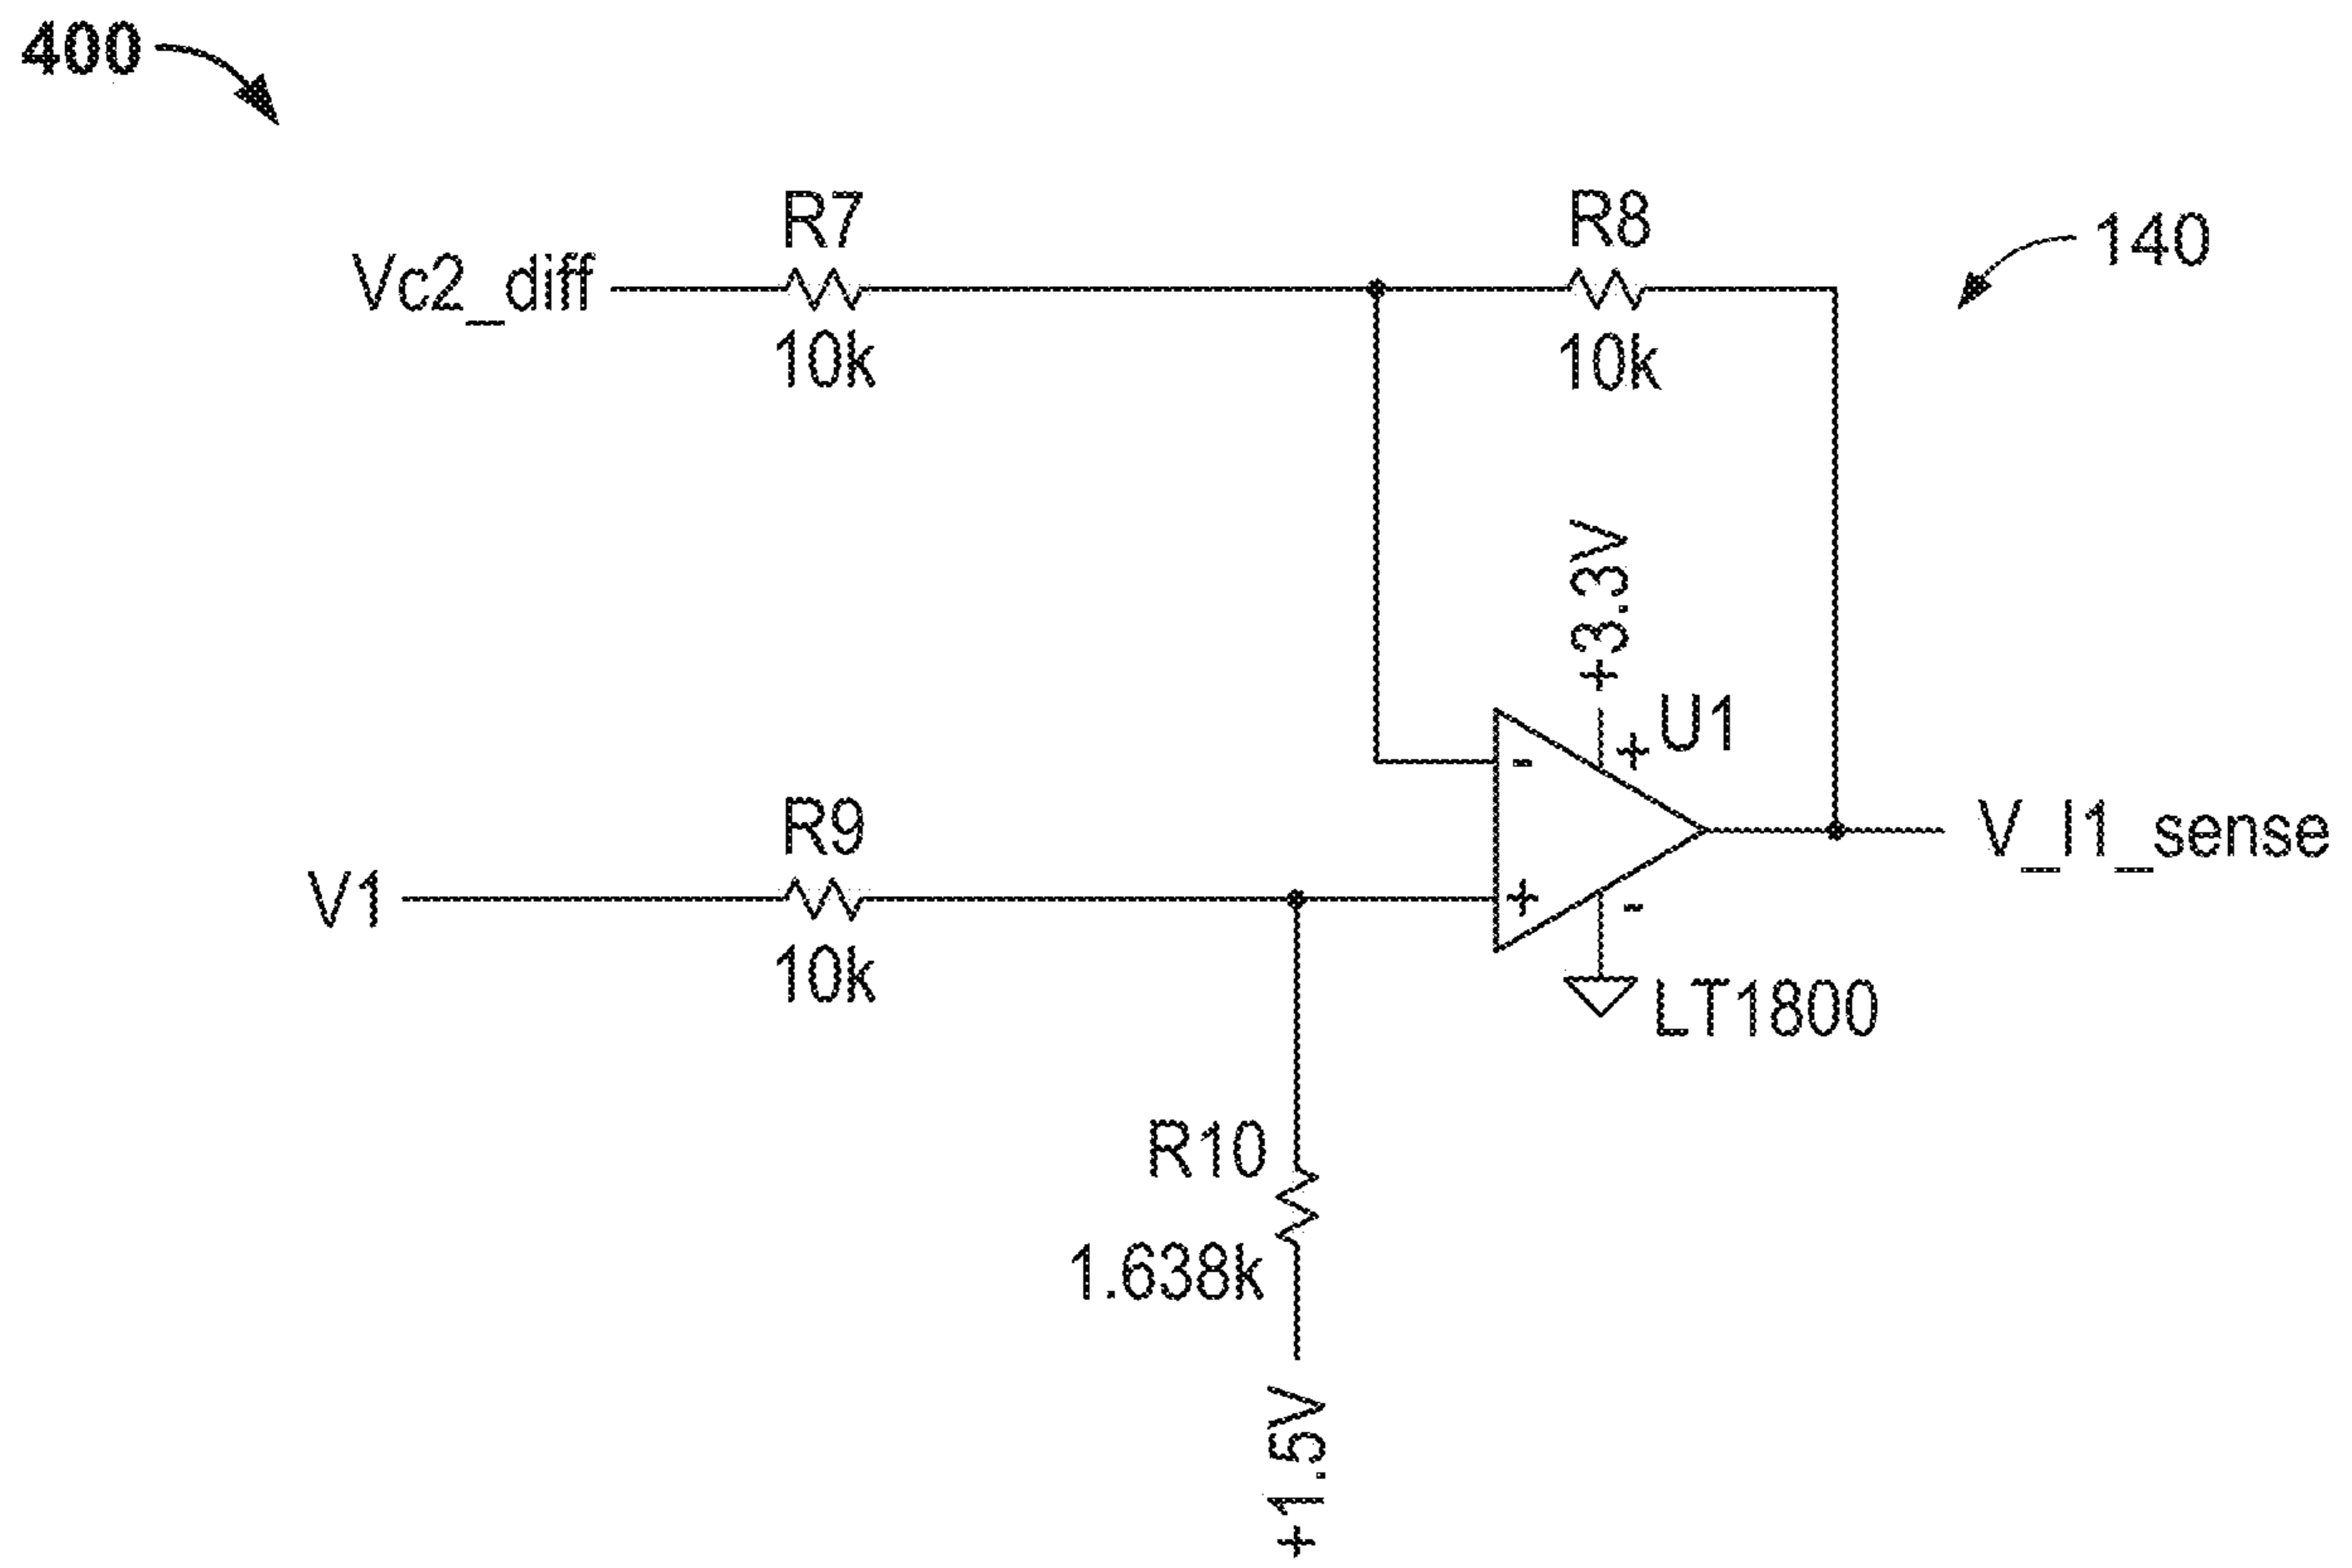 400
R7
R8
140
Vc2_diff
10k
10k
+3.3V
U1
+
-
R9
V_I1_sense
V1
+
-
10k
LT1800
R10
1.638k
+1.5V